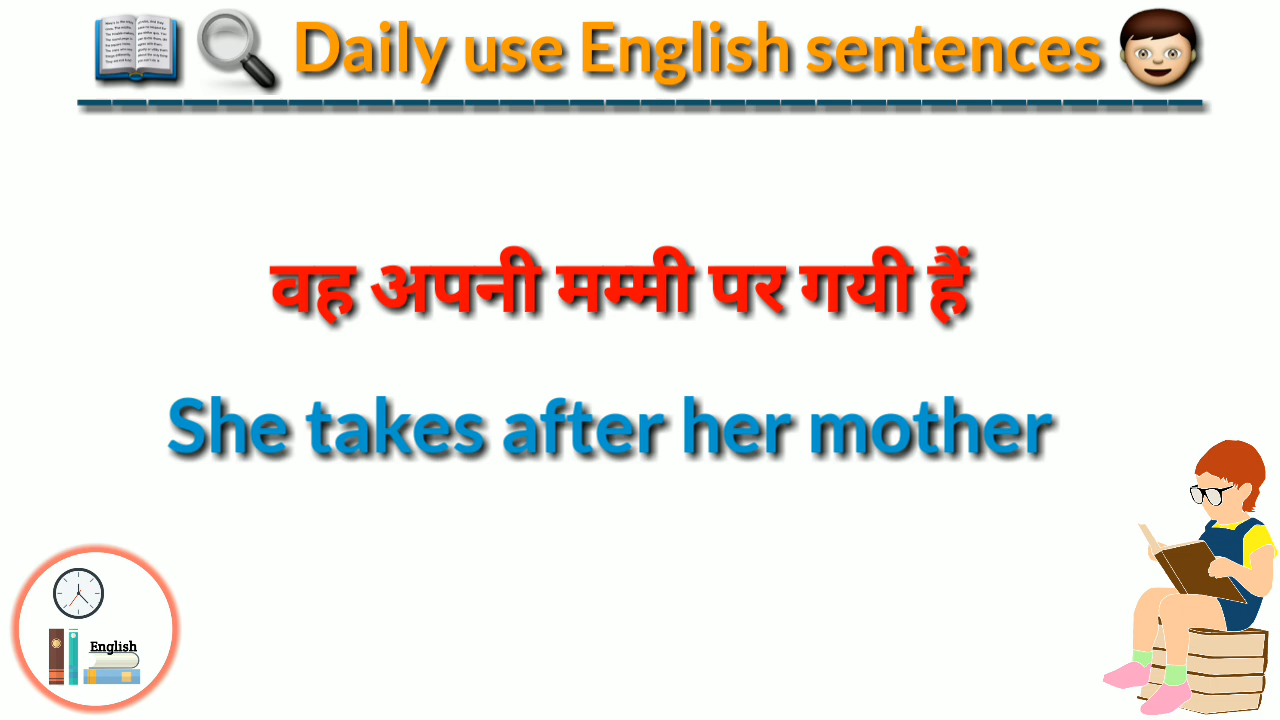 Daily use English sentences
वह अपनी मम्मी पर गयी हैं
She takes after her mother
English